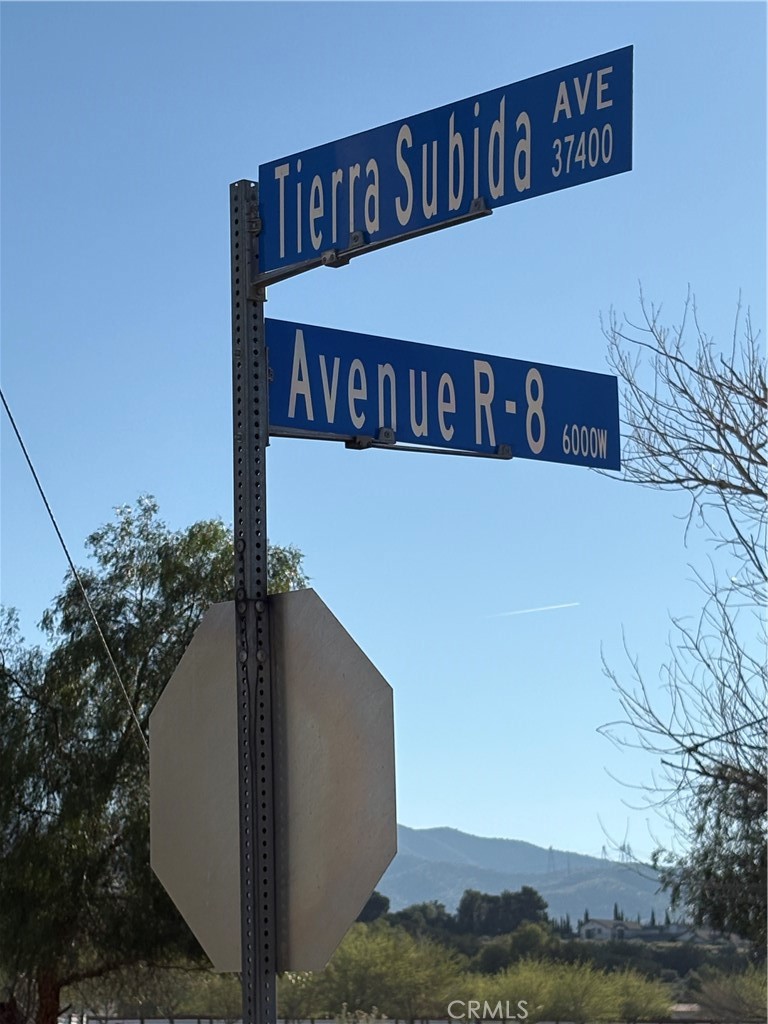 Tierra Subida AVE
37400
Avenue R-8 6000W
CRMLS